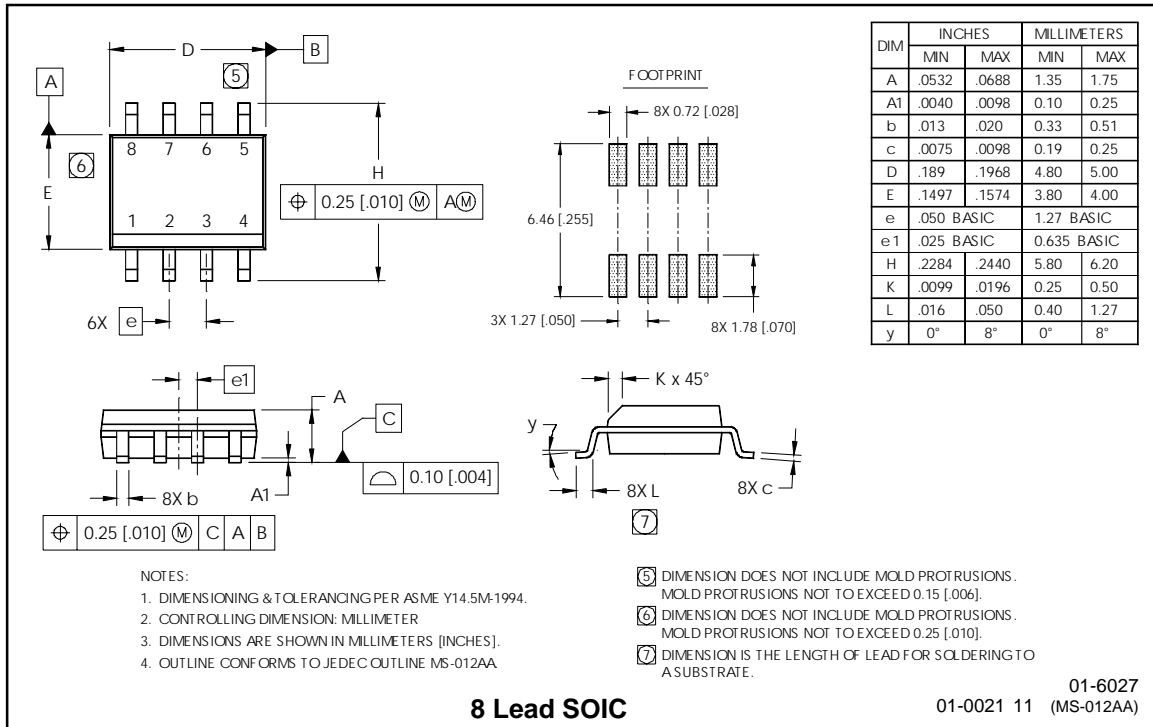 D
B
5
A
8 7 6 5
6
E
H
⌖ 0.25 [.010] Ⓜ AⓂ
1 2 3 4
6X e
FOOTPRINT
8X 0.72 [.028]
6.46 [.255]
3X 1.27 [.050]
8X 1.78 [.070]
DIM INCHES MILLIMETERS
MIN MAX MIN MAX
A .0532 .0688 1.35 1.75
A1 .0040 .0098 0.10 0.25
b .013 .020 0.33 0.51
c .0075 .0098 0.19 0.25
D .189 .1968 4.80 5.00
E .1497 .1574 3.80 4.00
e .050 BASIC 1.27 BASIC
e1 .025 BASIC 0.635 BASIC
H .2284 .2440 5.80 6.20
K .0099 .0196 0.25 0.50
L .016 .050 0.40 1.27
y 0° 8° 0° 8°
e1
A
C
0.10 [.004]
8X b
A1
⌖ 0.25 [.010] Ⓜ C A B
K x 45°
y
8X L
8X c
7
NOTES:
1. DIMENSIONING & TOLERANCING PER ASME Y14.5M-1994.
2. CONTROLLING DIMENSION: MILLIMETER
3. DIMENSIONS ARE SHOWN IN MILLIMETERS [INCHES].
4. OUTLINE CONFORMS TO JEDEC OUTLINE MS-012AA.
5 DIMENSION DOES NOT INCLUDE MOLD PROTRUSIONS.
MOLD PROTRUSIONS NOT TO EXCEED 0.15 [.006].
6 DIMENSION DOES NOT INCLUDE MOLD PROTRUSIONS.
MOLD PROTRUSIONS NOT TO EXCEED 0.25 [.010].
7 DIMENSION IS THE LENGTH OF LEAD FOR SOLDERING TO
A SUBSTRATE.
8 Lead SOIC
01-6027
01-0021 11 (MS-012AA)